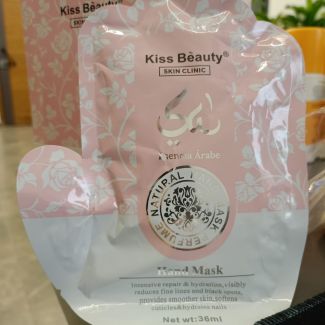 Kiss Beauty®
SKIN CLINIC
Kiss Beauty®
SKIN CLINIC
Arabe
NATURAL
MASK
PERFUME
Hand Mask
Intensive repair & hydration, visibly
reduces fine lines and black spots,
provides smoother skin, softens
cuticles & hydrates nails
Net wt: 36ml